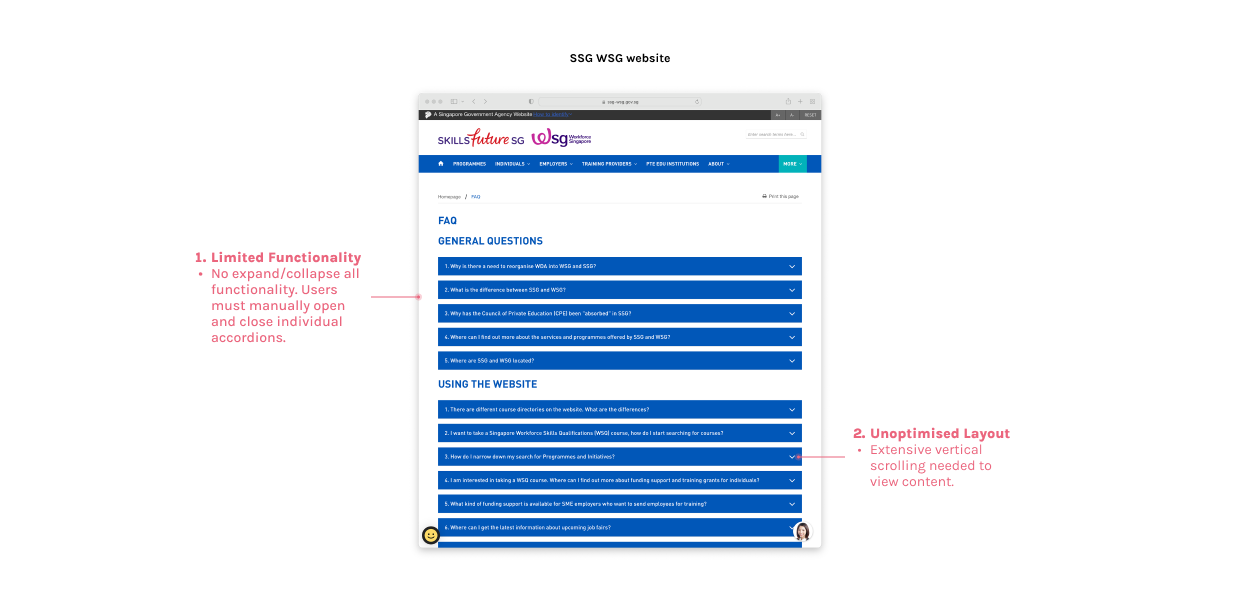 SSG WSG website
A Singapore Government Agency Website How to identify
A+ A- RESET
SKILLS future SG WSg Workforce Singapore
Enter search terms here...
PROGRAMMES INDIVIDUALS EMPLOYERS TRAINING PROVIDERS PTE EDU INSTITUTIONS ABOUT MORE
Homepage / FAQ Print this page
FAQ
GENERAL QUESTIONS
1. Why is there a need to reorganise WDA into WSG and SSG?
2. What is the difference between SSG and WSG?
3. Why has the Council of Private Education (CPE) been "absorbed" in SSG?
4. Where can I find out more about the services and programmes offered by SSG and WSG?
5. Where are SSG and WSG located?
USING THE WEBSITE
1. There are different course directories on the website. What are the differences?
2. I want to take a Singapore Workforce Skills Qualifications (WSQ) course, how do I start searching for courses?
3. How do I narrow down my search for Programmes and Initiatives?
4. I am interested in taking a WSQ course. Where can I find out more about funding support and training grants for individuals?
5. What kind of funding support is available for SME employers who want to send employees for training?
6. Where can I get the latest information about upcoming job fairs?
1. Limited Functionality
• No expand/collapse all
functionality. Users
must manually open
and close individual
accordions.
2. Unoptimised Layout
• Extensive vertical
scrolling needed to
view content.